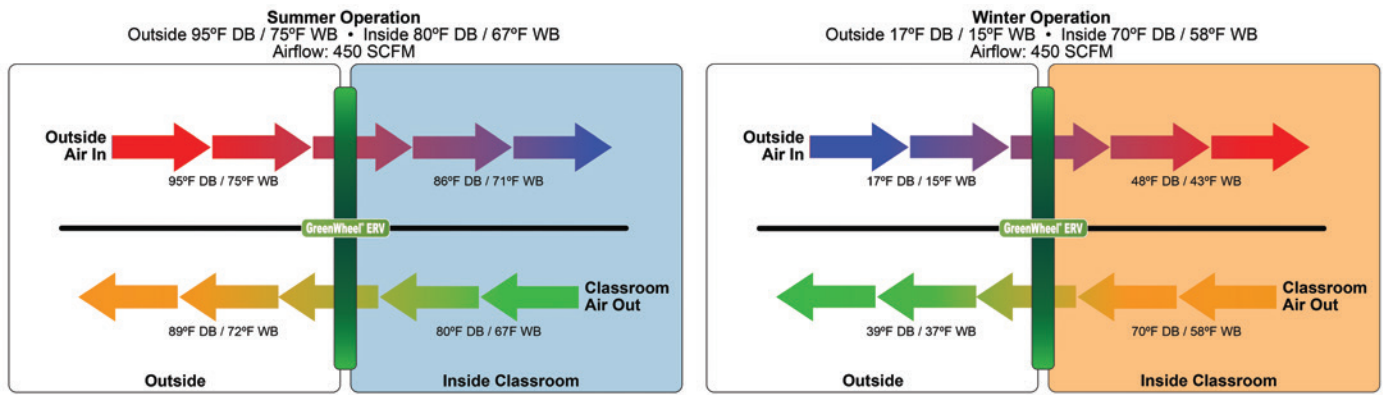 Summer Operation
Outside 95ºF DB / 75ºF WB • Inside 80ºF DB / 67ºF WB
Airflow: 450 SCFM
Outside
Air In
95ºF DB / 75ºF WB
86ºF DB / 71ºF WB
GreenWheel™ ERV
Classroom
Air Out
89ºF DB / 72ºF WB
80ºF DB / 67ºF WB
Outside
Inside Classroom
Winter Operation
Outside 17ºF DB / 15ºF WB • Inside 70ºF DB / 58ºF WB
Airflow: 450 SCFM
Outside
Air In
17ºF DB / 15ºF WB
48ºF DB / 43ºF WB
GreenWheel™ ERV
Classroom
Air Out
39ºF DB / 37ºF WB
70ºF DB / 58ºF WB
Outside
Inside Classroom